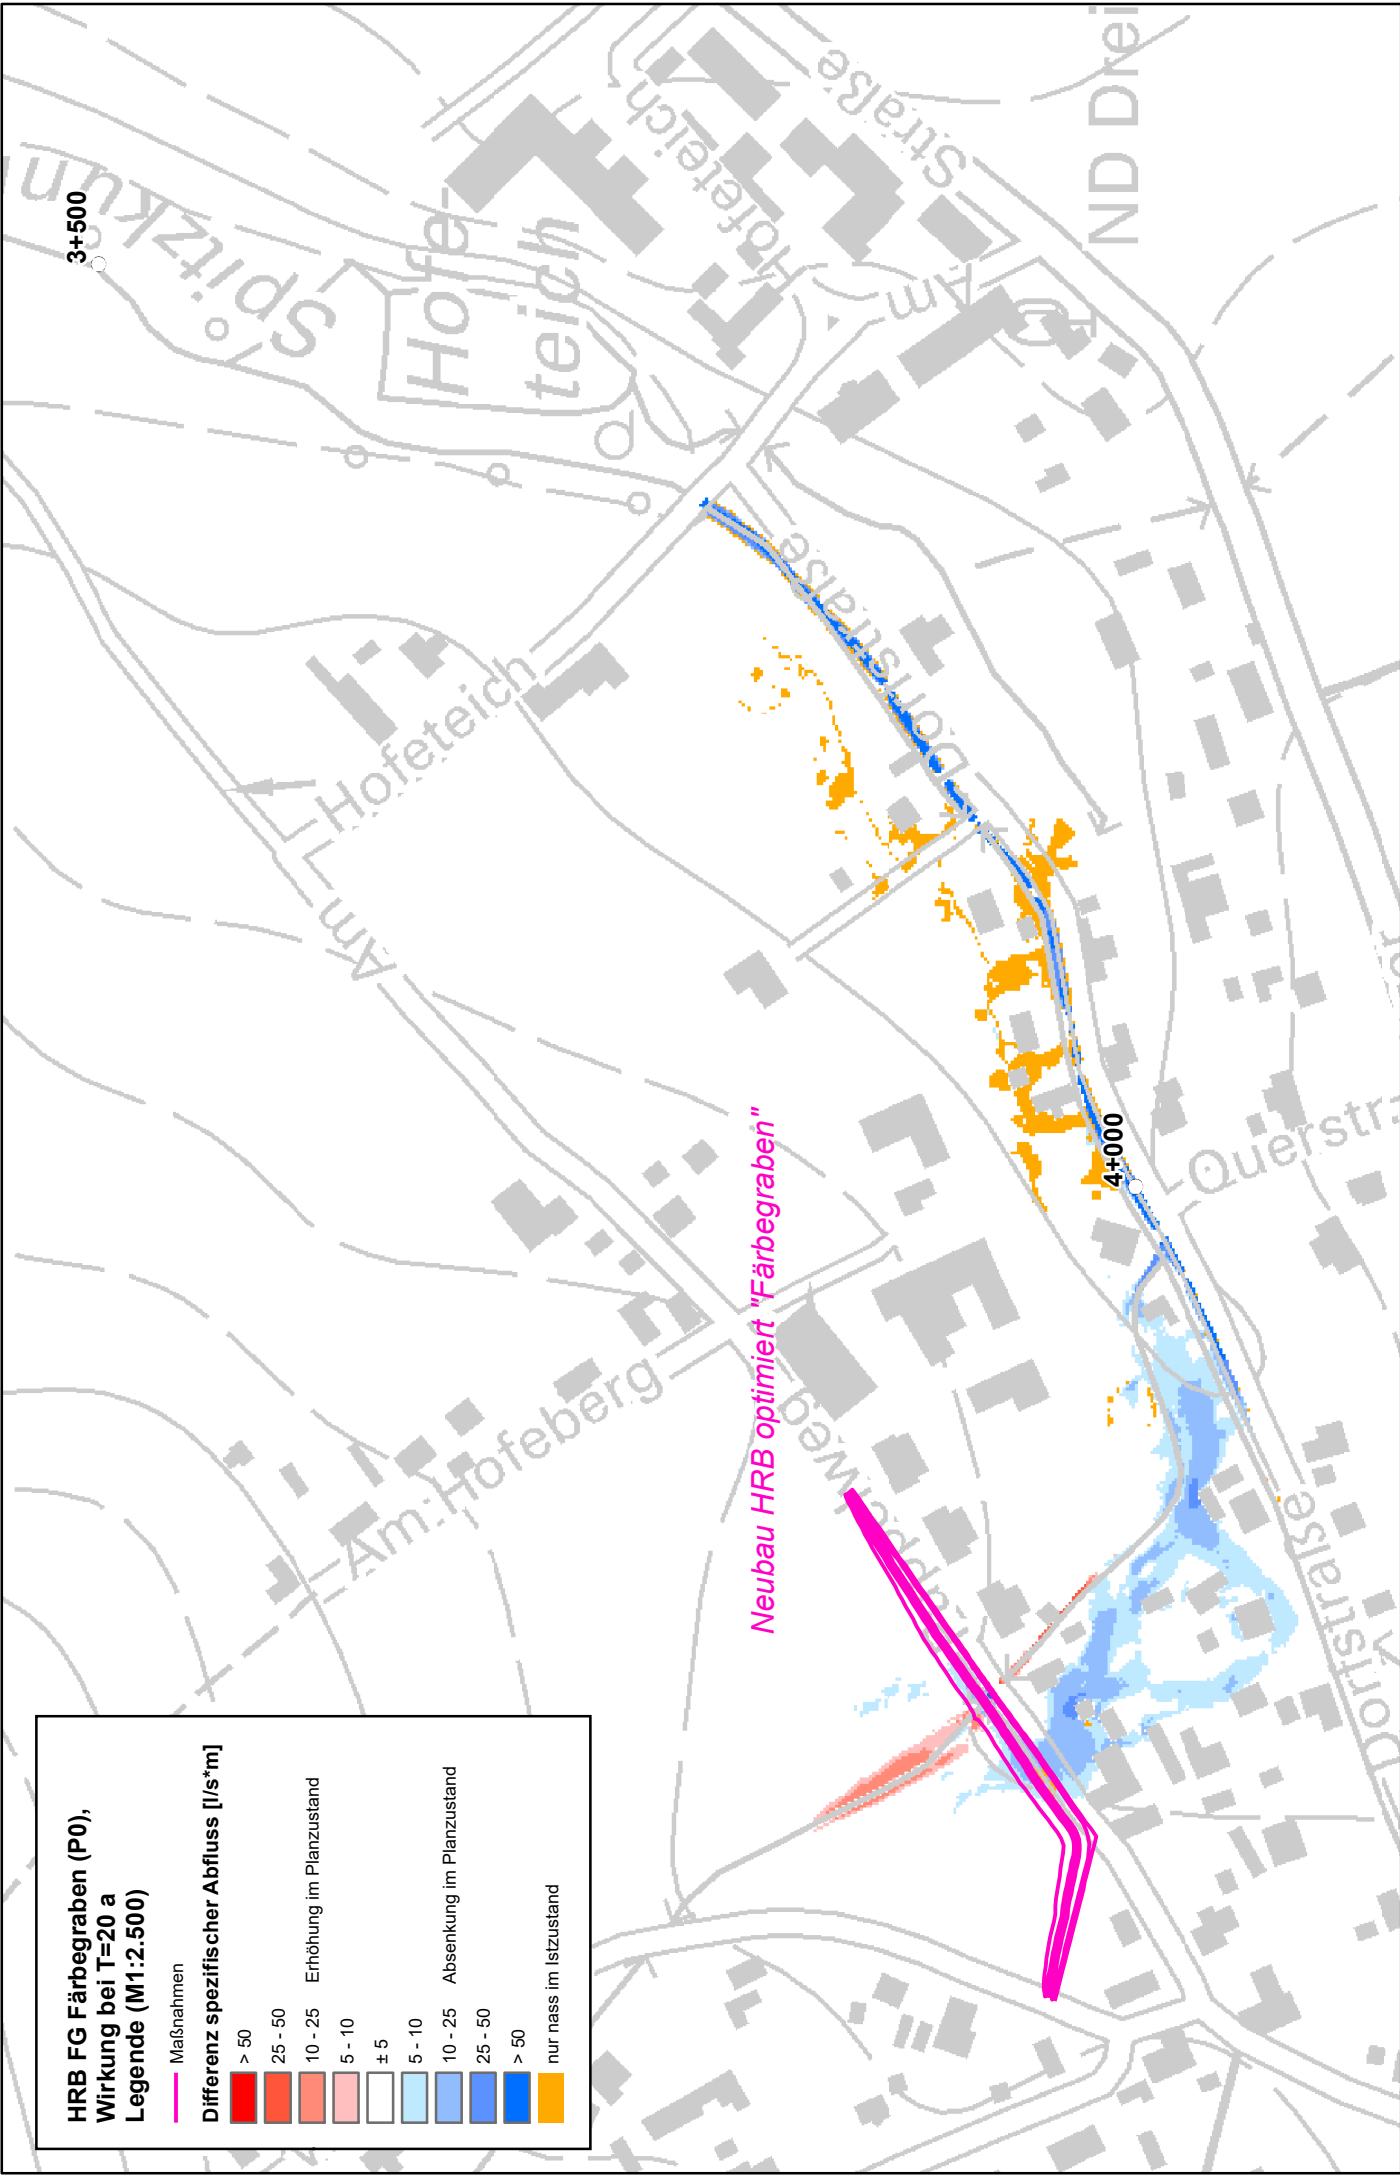 HRB FG Färbegraben (P0),
Wirkung bei T=20 a
Legende (M1:2.500)
Maßnahmen
Differenz spezifischer Abfluss [l/s*m]
> 50
25 - 50
10 - 25 Erhöhung im Planzustand
5 - 10
± 5
5 - 10
10 - 25 Absenkung im Planzustand
25 - 50
> 50
nur nass im Istzustand
Neubau HRB optimiert "Färbegraben"
3+500
4+000
Hofe-
teich
Am Hofeteich
Am Hofeteich
Straße
ND Drei
Dorfstraße
Dorfstraße
Querstr.
Am Hofeberg